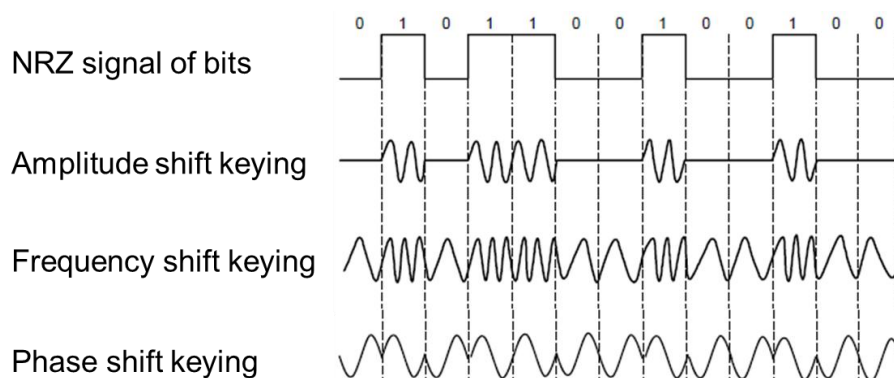 0 1 0 1 1 0 0 1 0 0 1 0 0
NRZ signal of bits
Amplitude shift keying
Frequency shift keying
Phase shift keying